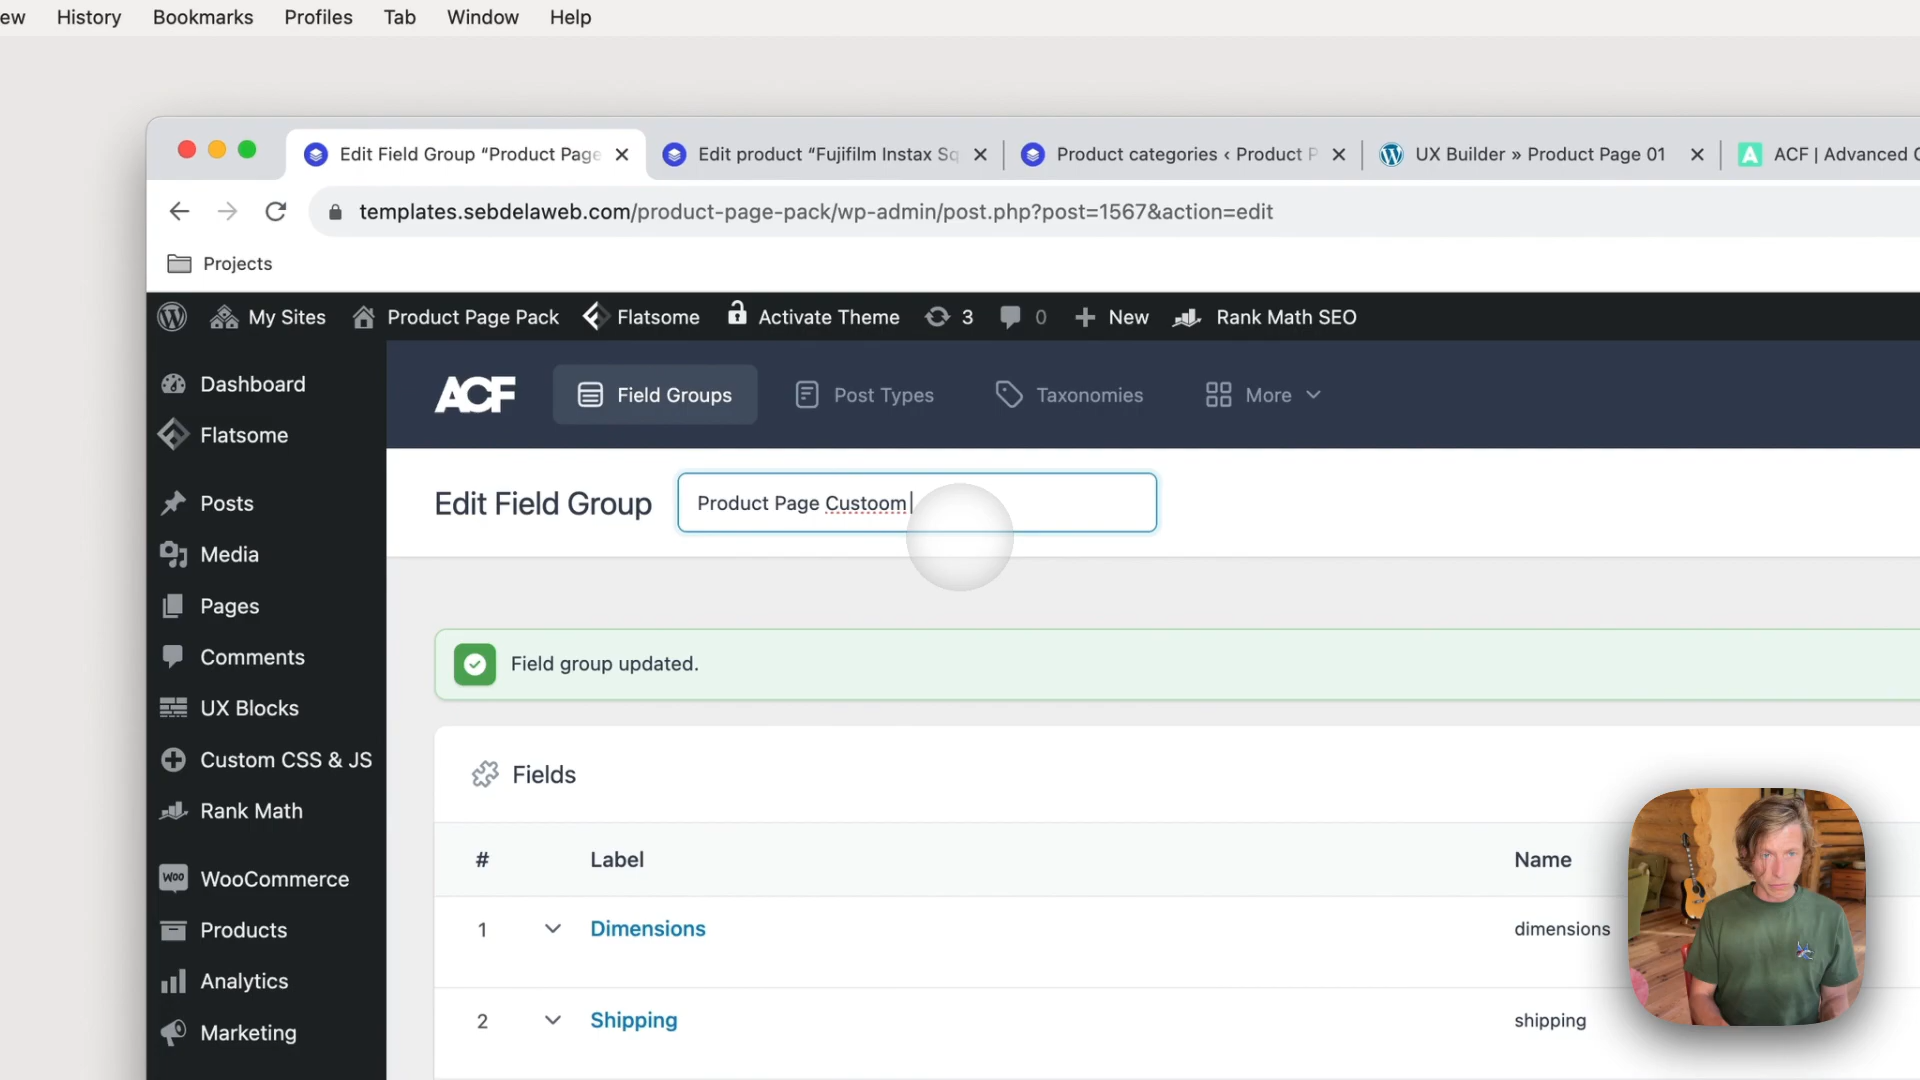 ew History Bookmarks Profiles Tab Window Help
Edit Field Group “Product Page
Edit product “Fujifilm Instax Sq
Product categories ‹ Product P
UX Builder » Product Page 01
A ACF | Advanced C
templates.sebdelaweb.com/product-page-pack/wp-admin/post.php?post=1567&action=edit
Projects
My Sites Product Page Pack Flatsome Activate Theme 3 0 New Rank Math SEO
Dashboard
Flatsome
Posts
Media
Pages
Comments
UX Blocks
Custom CSS & JS
Rank Math
Woo WooCommerce
Products
Analytics
Marketing
ACF Field Groups Post Types Taxonomies More
Edit Field Group Product Page Custoom
Field group updated.
Fields
# Label Name
1 Dimensions dimensions
2 Shipping shipping